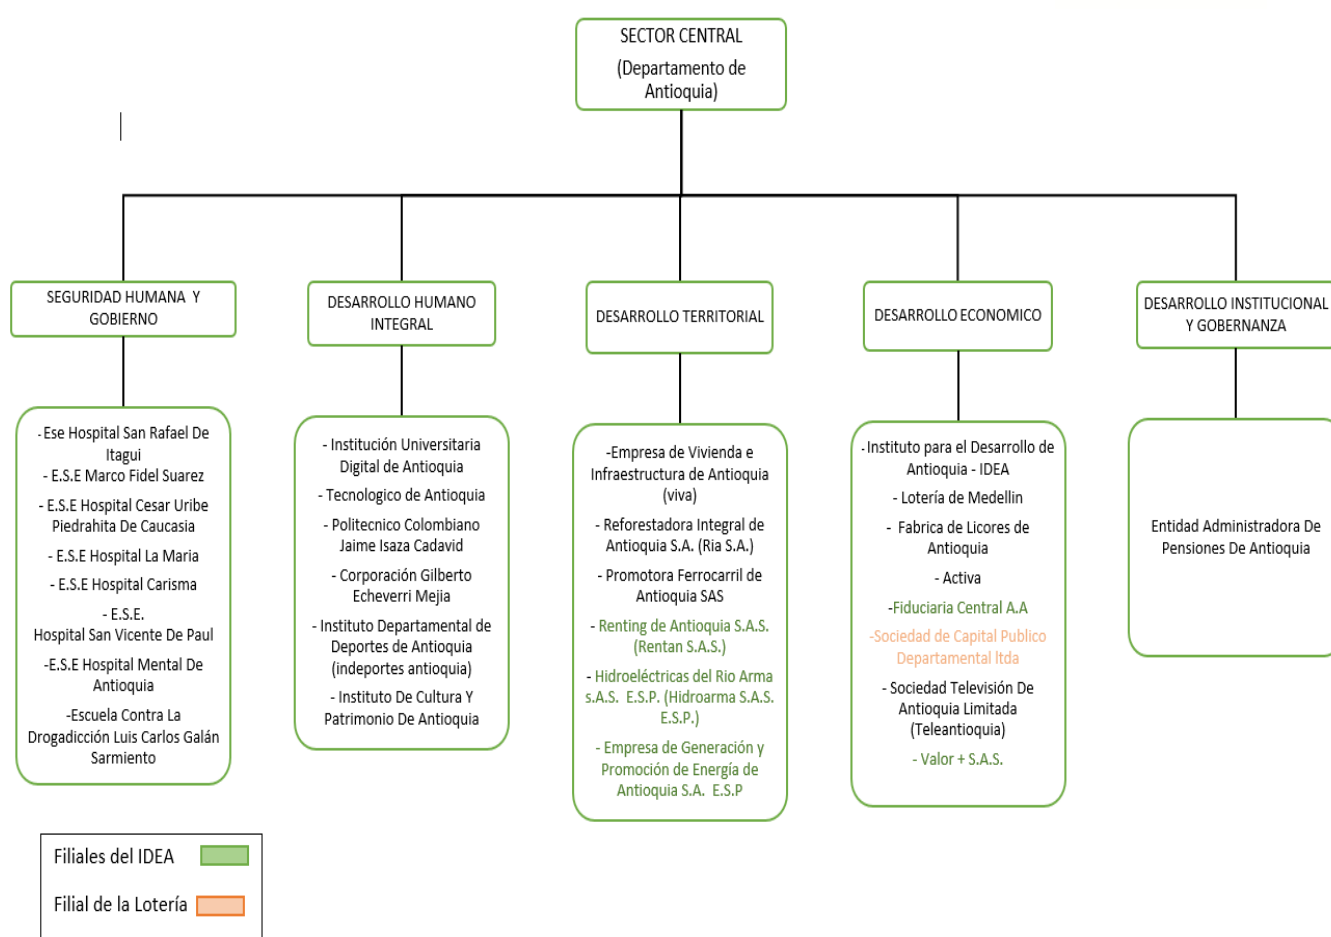 SECTOR CENTRAL
(Departamento de
Antioquia)
SEGURIDAD HUMANA Y
GOBIERNO
- Ese Hospital San Rafael De
Itagui
- E.S.E Marco Fidel Suarez
- E.S.E Hospital Cesar Uribe
Piedrahita De Caucasia
- E.S.E Hospital La Maria
- E.S.E Hospital Carisma
- E.S.E.
Hospital San Vicente De Paul
-E.S.E Hospital Mental De
Antioquia
-Escuela Contra La
Drogadicción Luis Carlos Galán
Sarmiento
DESARROLLO HUMANO
INTEGRAL
- Institución Universitaria
Digital de Antioquia
- Tecnologico de Antioquia
- Politecnico Colombiano
Jaime Isaza Cadavid
- Corporación Gilberto
Echeverri Mejia
- Instituto Departamental de
Deportes de Antioquia
(indeportes antioquia)
- Instituto De Cultura Y
Patrimonio De Antioquia
DESARROLLO TERRITORIAL
-Empresa de Vivienda e
Infraestructura de Antioquia
(viva)
- Reforestadora Integral de
Antioquia S.A. (Ria S.A.)
- Promotora Ferrocarril de
Antioquia SAS
- Renting de Antioquia S.A.S.
(Rentan S.A.S.)
- Hidroeléctricas del Rio Arma
s.A.S. E.S.P. (Hidroarma S.A.S.
E.S.P.)
- Empresa de Generación y
Promoción de Energía de
Antioquia S.A. E.S.P
DESARROLLO ECONOMICO
- Instituto para el Desarrollo de
Antioquia - IDEA
- Lotería de Medellin
- Fabrica de Licores de
Antioquia
- Activa
-Fiduciaria Central A.A
-Sociedad de Capital Publico
Departamental ltda
- Sociedad Televisión De
Antioquia Limitada
(Teleantioquia)
- Valor + S.A.S.
DESARROLLO INSTITUCIONAL
Y GOBERNANZA
Entidad Administradora De
Pensiones De Antioquia
Filiales del IDEA
Filial de la Lotería